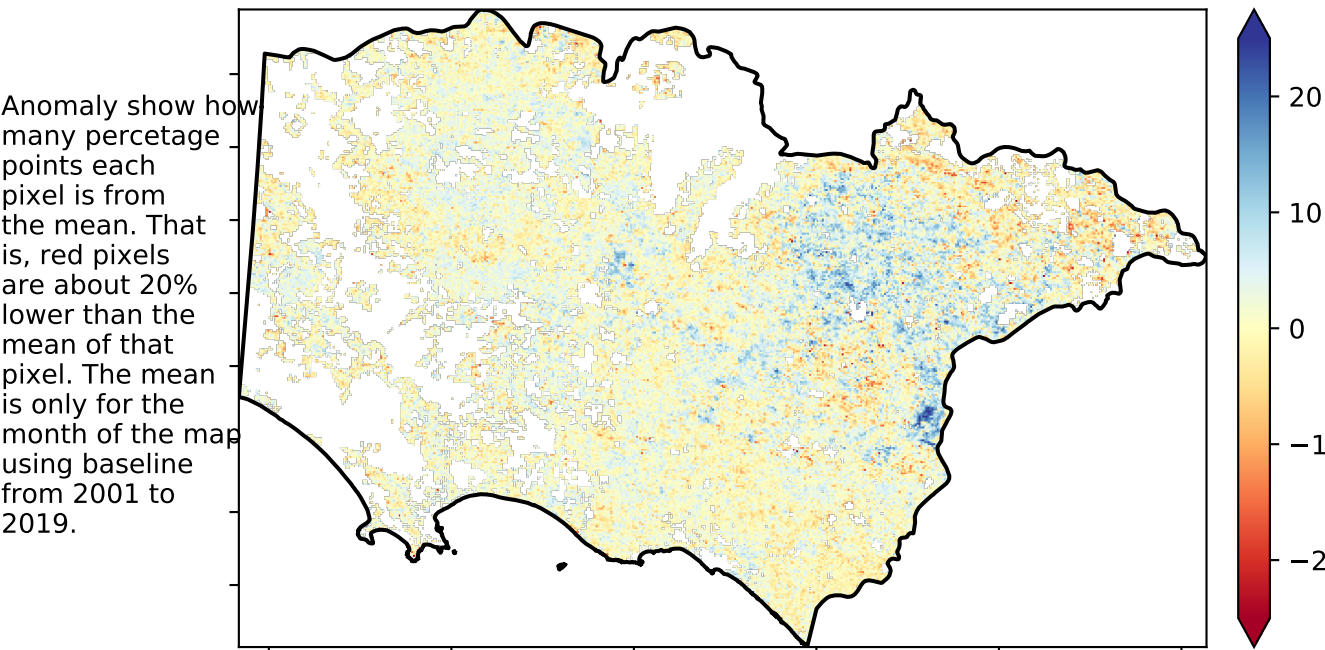 Anomaly show how
many percetage
points each
pixel is from
the mean. That
is, red pixels
are about 20%
lower than the
mean of that
pixel. The mean
is only for the
month of the map
using baseline
from 2001 to
2019.
20
10
0
−1
−2